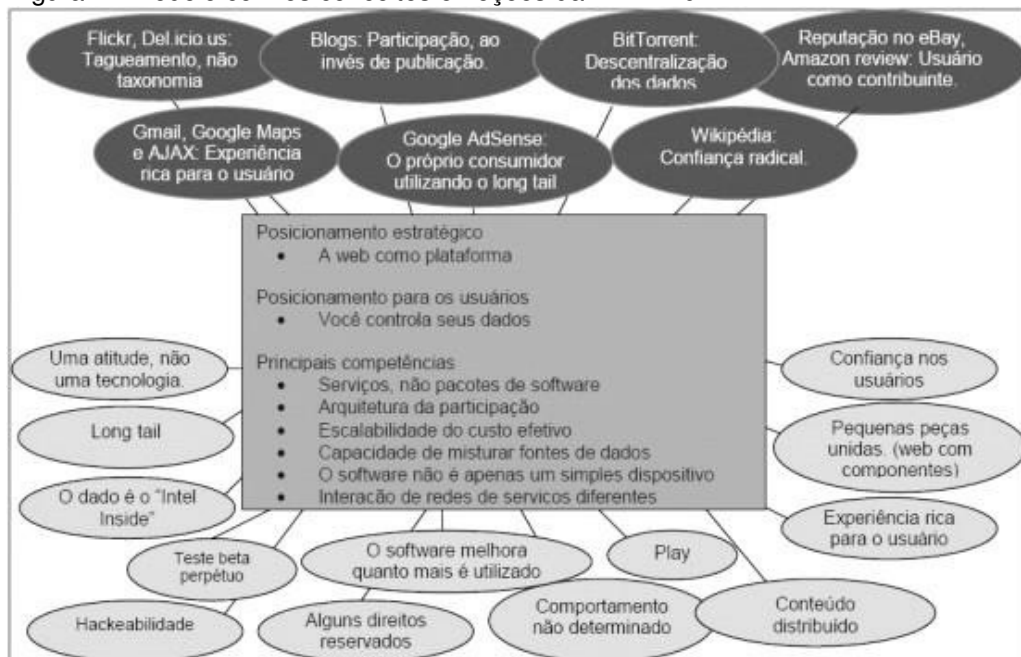 Flickr, Del.icio.us:
Tagueamento, não
taxonomia
Blogs: Participação, ao
invés de publicação.
BitTorrent:
Descentralização
dos dados
Reputação no eBay,
Amazon review: Usuário
como contribuinte.
Gmail, Google Maps
e AJAX: Experiência
rica para o usuário
Google AdSense:
O próprio consumidor
utilizando o long tail
Wikipédia:
Confiança radical.
Posicionamento estratégico
• A web como plataforma
Posicionamento para os usuários
• Você controla seus dados
Principais competências
• Serviços, não pacotes de software
• Arquitetura da participação
• Escalabilidade do custo efetivo
• Capacidade de misturar fontes de dados
• O software não é apenas um simples dispositivo
• Interação de redes de serviços diferentes
Uma atitude, não
uma tecnologia.
Long tail
O dado é o "Intel
Inside"
Teste beta
perpétuo
Hackeabilidade
O software melhora
quanto mais é utilizado
Alguns direitos
reservados
Play
Comportamento
não determinado
Conteúdo
distribuído
Confiança nos
usuários
Pequenas peças
unidas. (web com
componentes)
Experiência rica
para o usuário